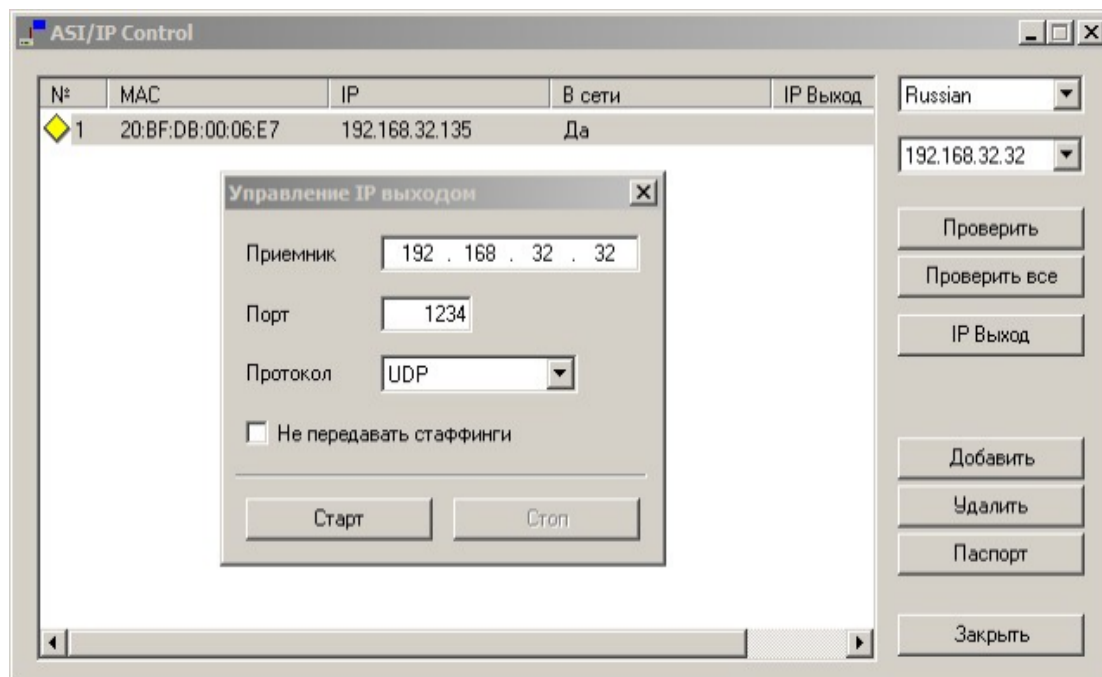 ASI/IP Control
№ MAC IP В сети IP Выход
1 20:BF:DB:00:06:E7 192.168.32.135 Да
Russian
192.168.32.32
Проверить
Проверить все
IP Выход
Добавить
Удалить
Паспорт
Закрыть
Управление IP выходом
Приемник 192 . 168 . 32 . 32
Порт 1234
Протокол UDP
Не передавать стаффинги
Старт Стоп